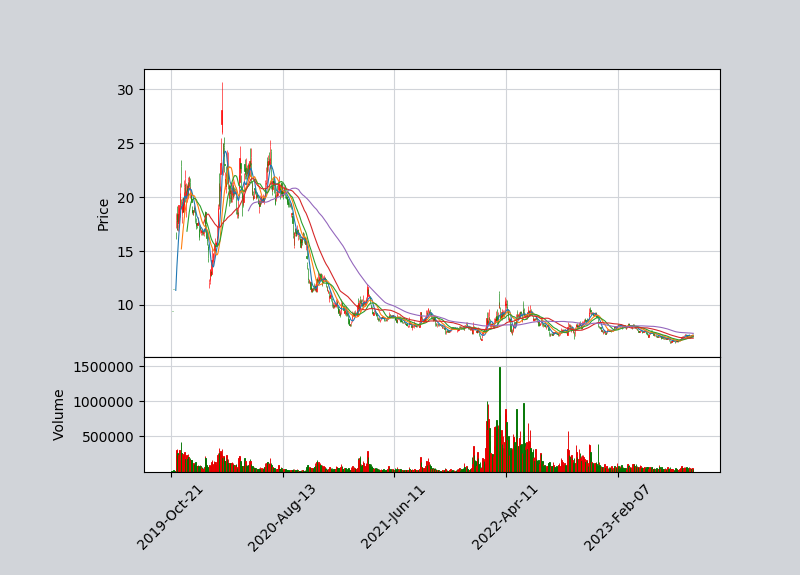 30
25
20
15
10
Price
1500000
1000000
500000
Volume
2019-Oct-21
2020-Aug-13
2021-Jun-11
2022-Apr-11
2023-Feb-07